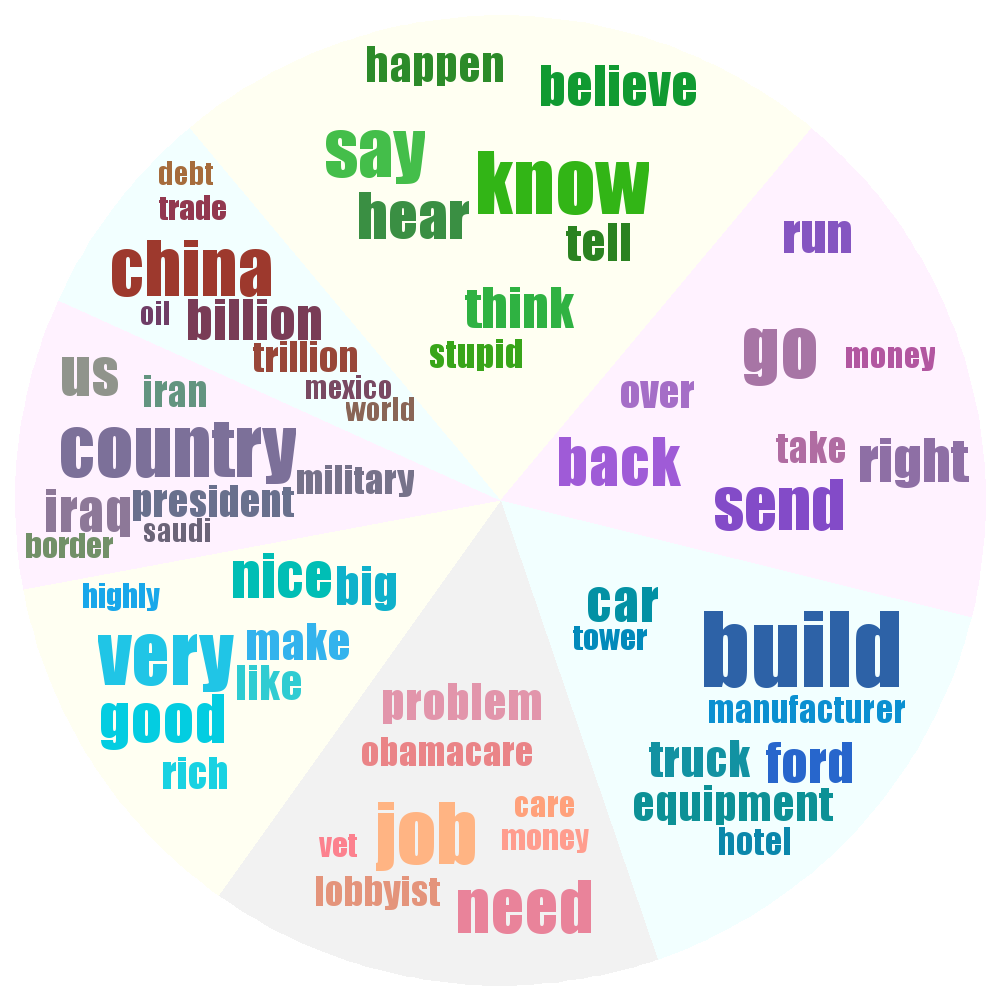 happen
believe
say
know
hear
tell
think
stupid
debt
trade
china
oil
billion
trillion
mexico
world
run
go
money
over
back
take
right
send
us
iran
country
military
iraq
president
saudi
border
highly
nice
big
very
make
like
good
rich
problem
obamacare
care
job
money
vet
lobbyist
need
car
tower
build
manufacturer
truck
ford
equipment
hotel